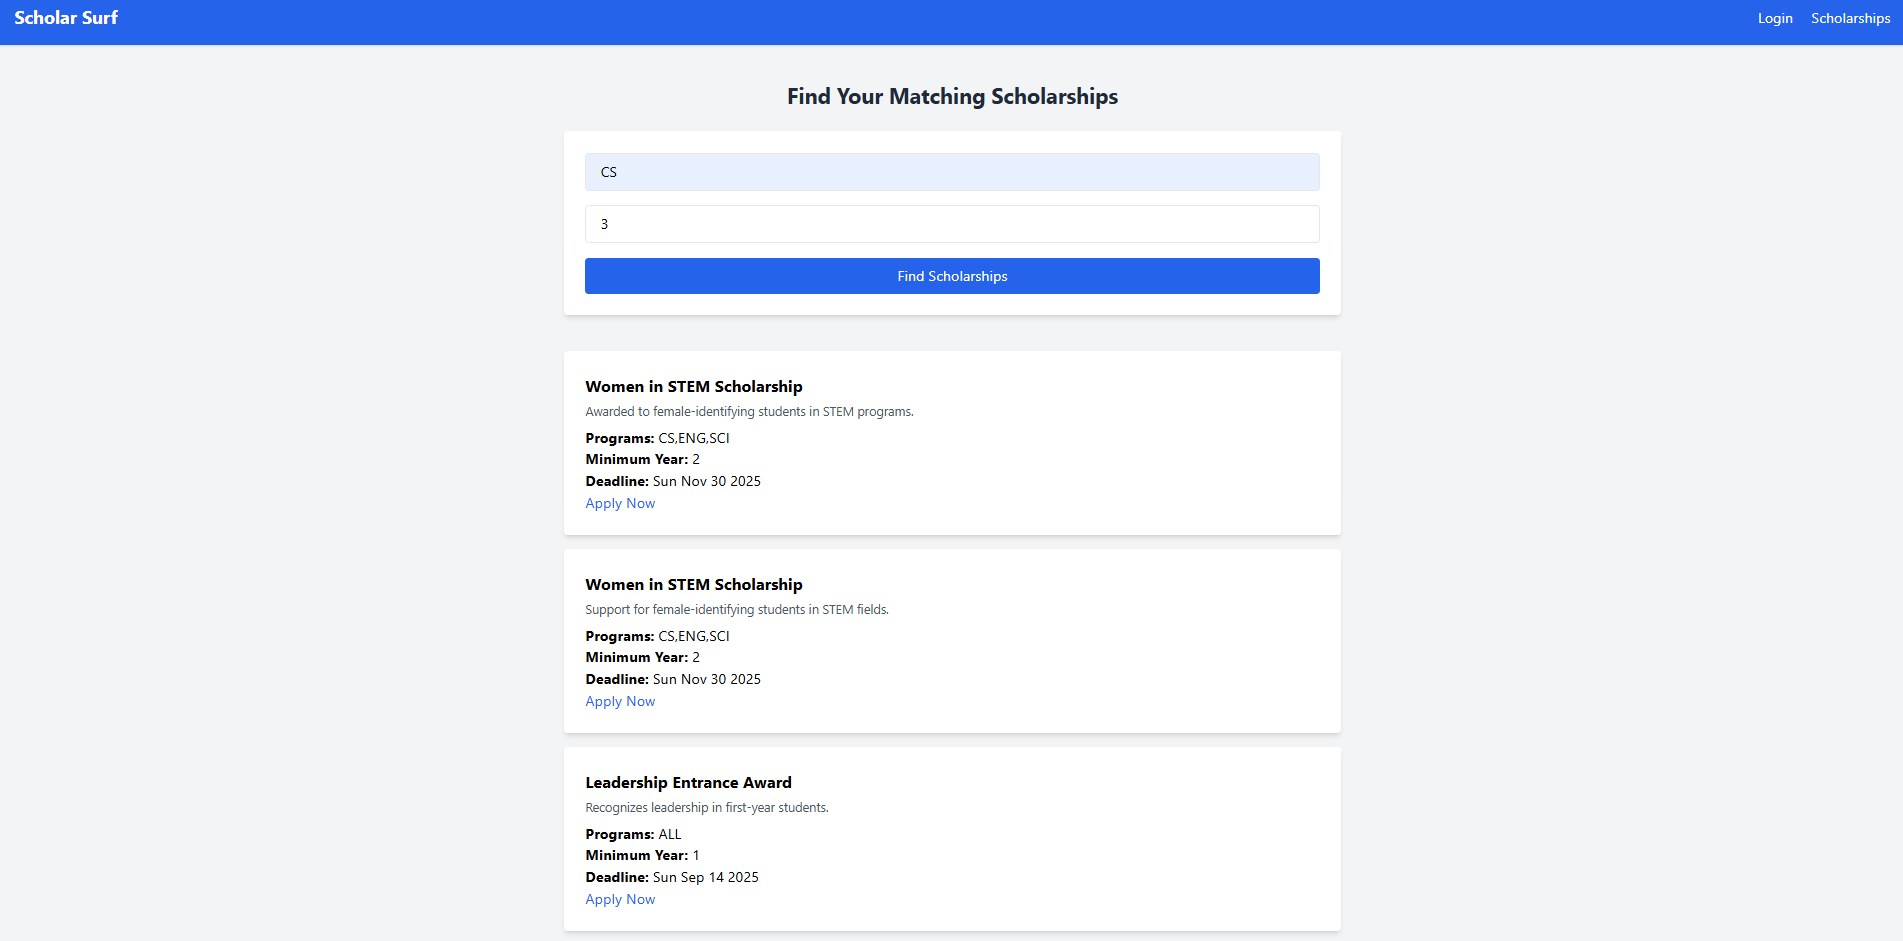 Scholar Surf
Login Scholarships
Find Your Matching Scholarships
CS
3
Find Scholarships
Women in STEM Scholarship
Awarded to female-identifying students in STEM programs.
Programs: CS,ENG,SCI
Minimum Year: 2
Deadline: Sun Nov 30 2025
Apply Now
Women in STEM Scholarship
Support for female-identifying students in STEM fields.
Programs: CS,ENG,SCI
Minimum Year: 2
Deadline: Sun Nov 30 2025
Apply Now
Leadership Entrance Award
Recognizes leadership in first-year students.
Programs: ALL
Minimum Year: 1
Deadline: Sun Sep 14 2025
Apply Now